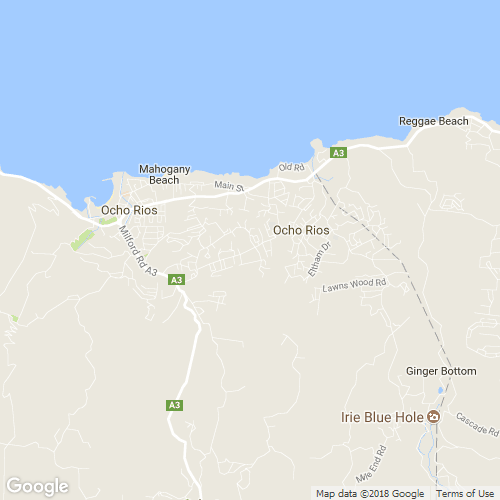 Reggae Beach
A3
Old Rd
Mahogany
Beach
Main St
Ocho Rios
Ocho Rios
Milford Rd A3
Eltham Dr
A3
Lawns Wood Rd
Ginger Bottom
A3
Irie Blue Hole
Cascade Rd
Mile End Rd
Google
Map data ©2018 Google
Terms of Use